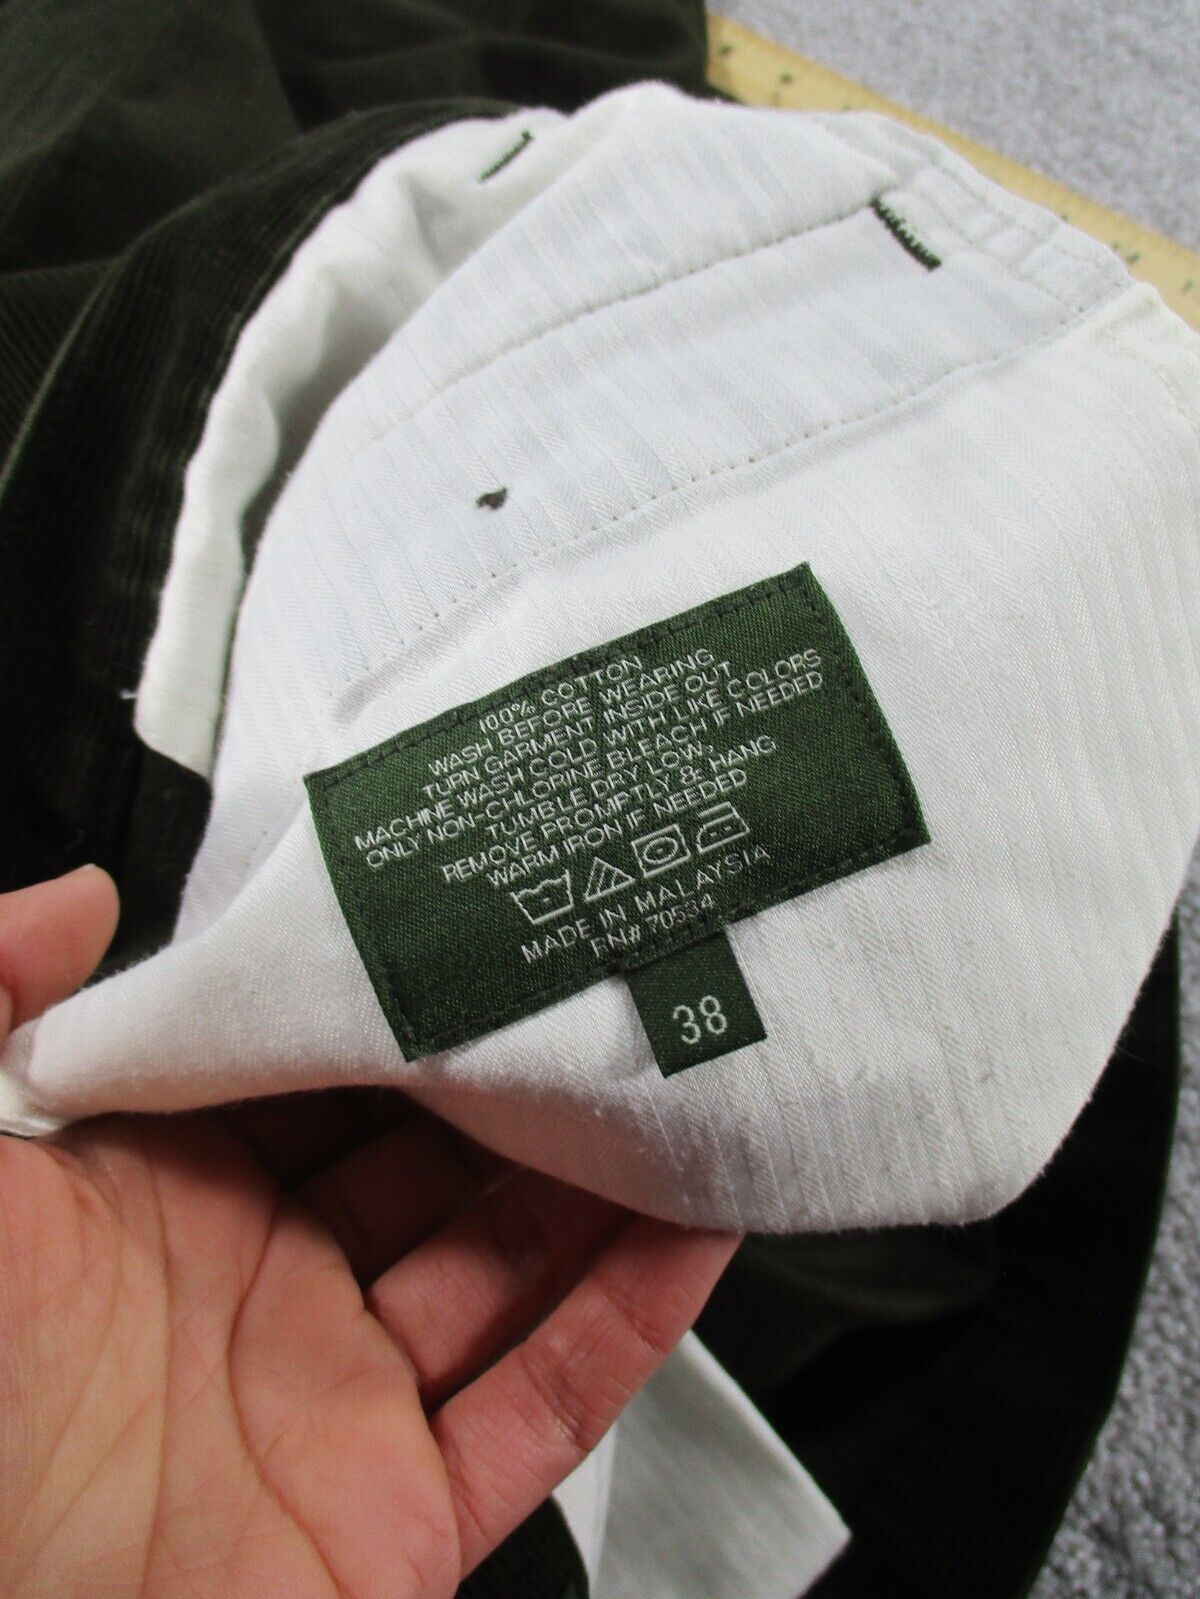 100% COTTON
WASH BEFORE WEARING
TURN GARMENT INSIDE OUT
MACHINE WASH COLD WITH LIKE COLORS
ONLY NON-CHLORINE BLEACH IF NEEDED
TUMBLE DRY LOW,
REMOVE PROMPTLY & HANG
WARM IRON IF NEEDED
MADE IN MALAYSIA
RN# 70534
38